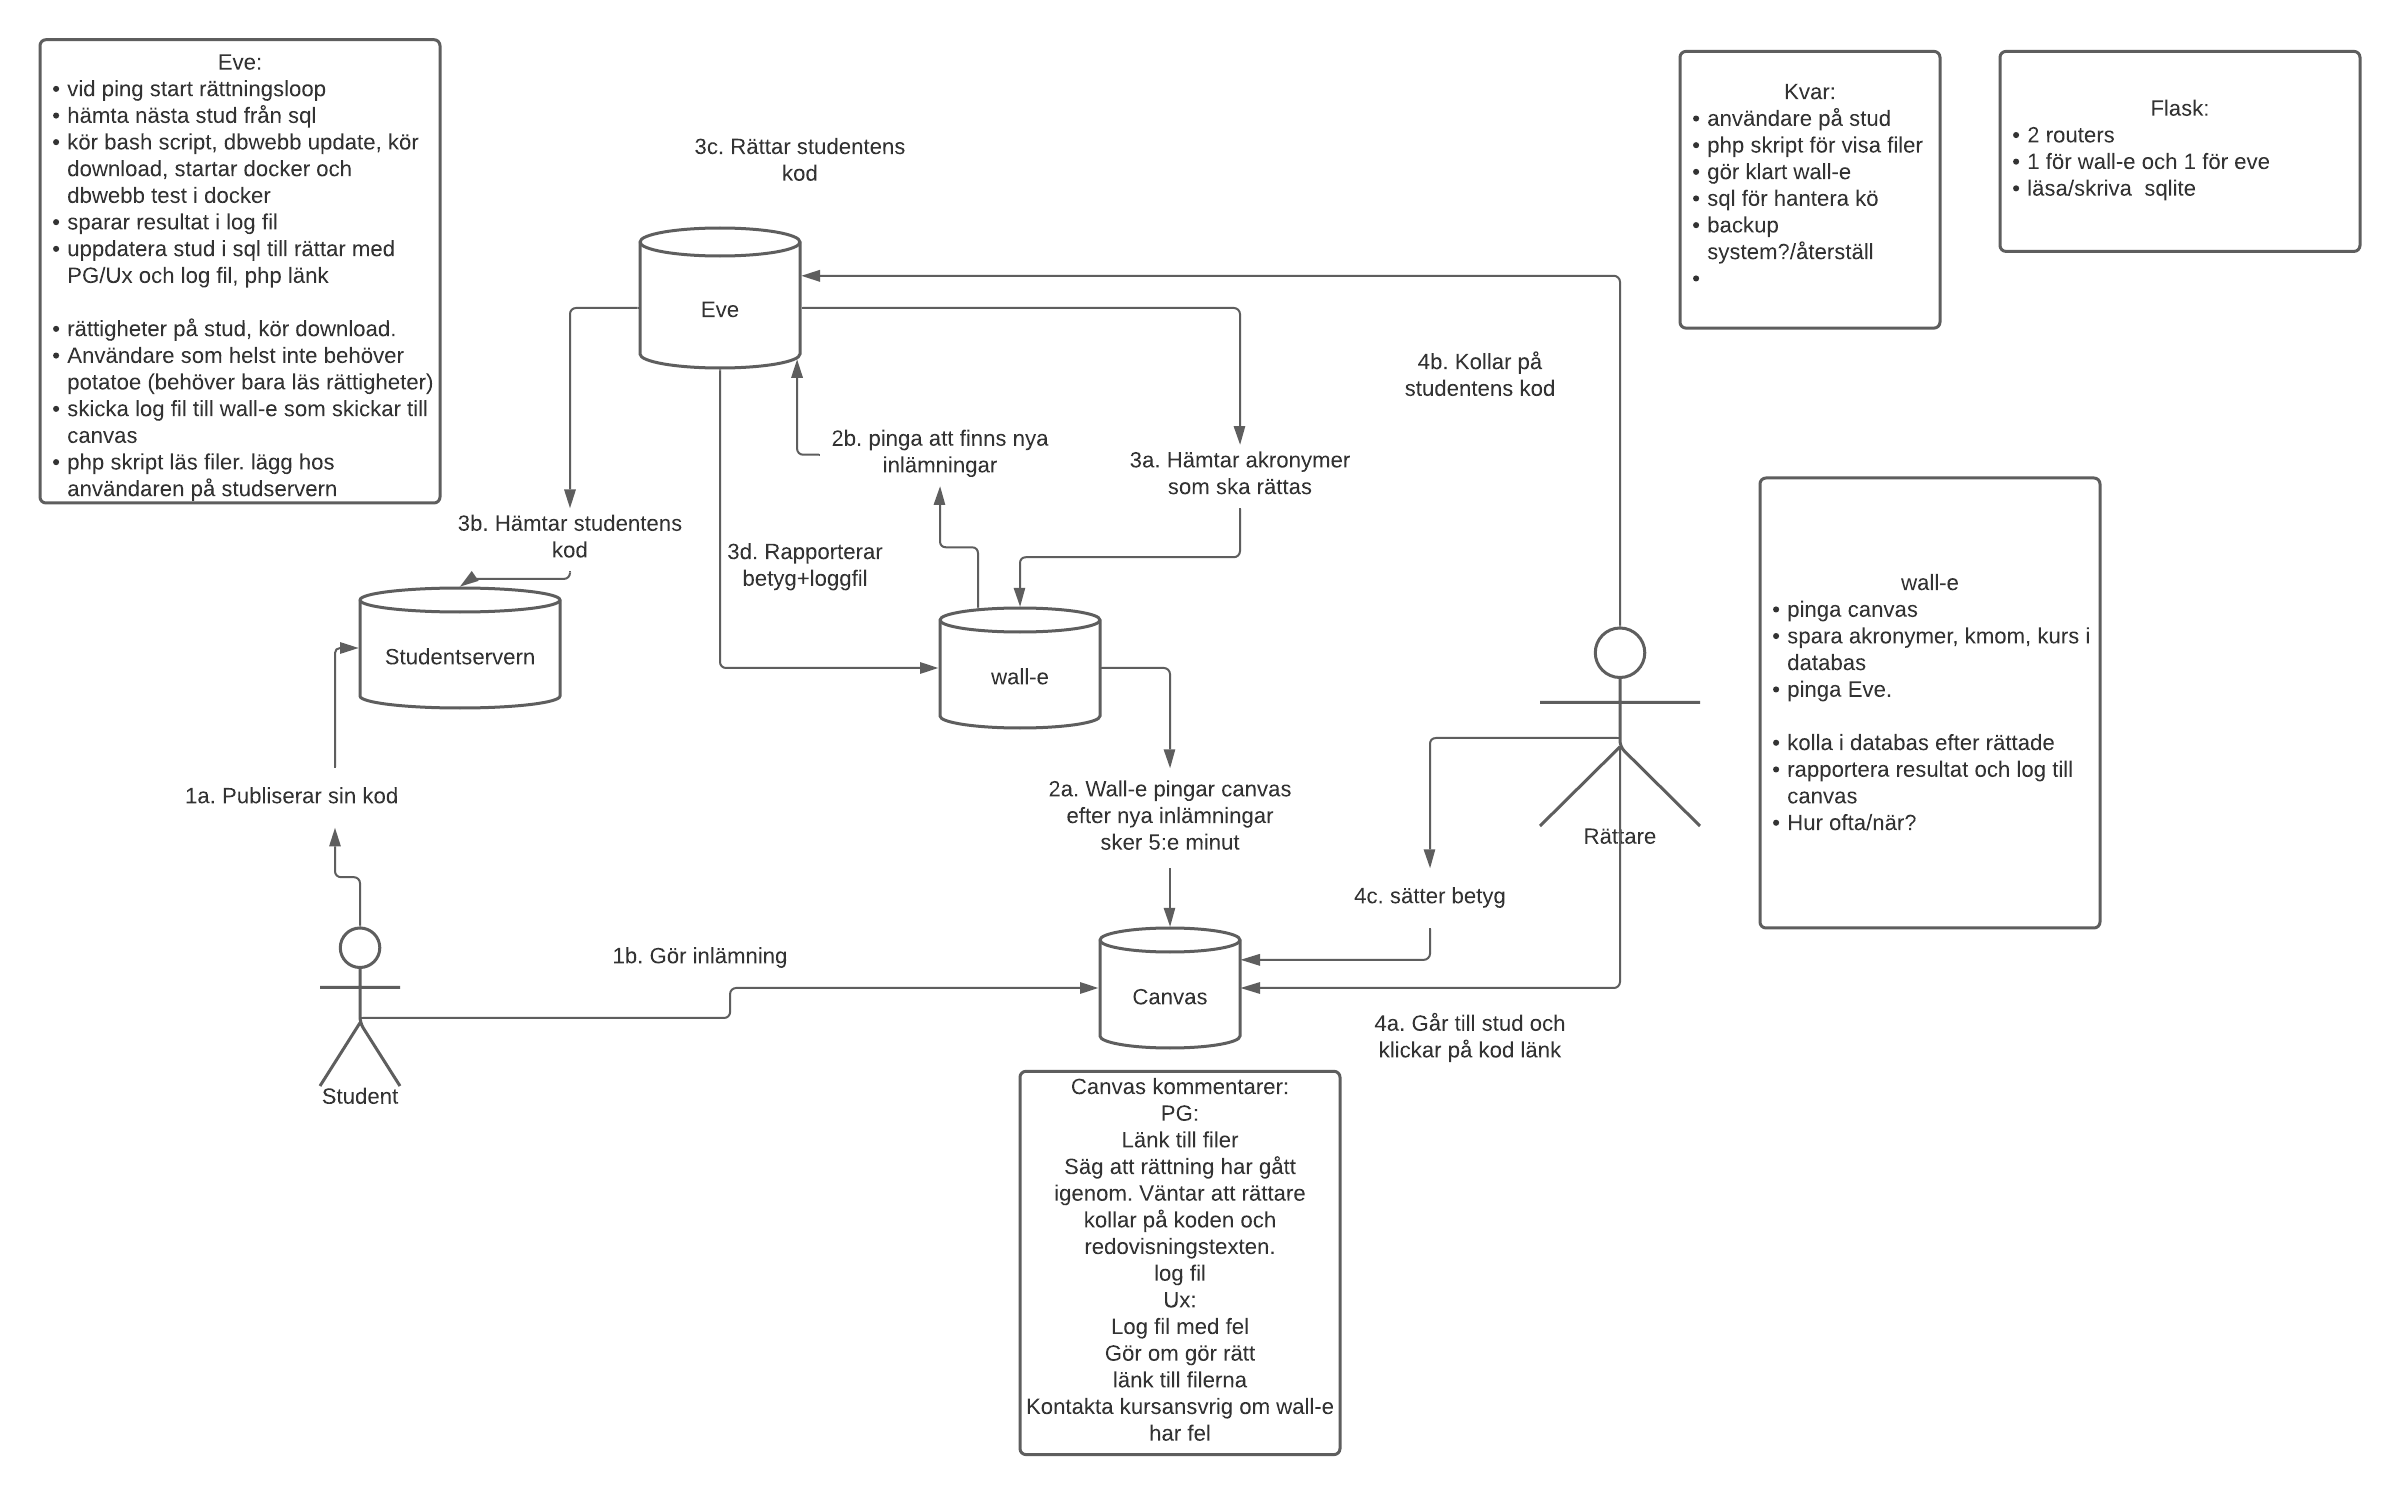 Eve:
• vid ping start rättningsloop
• hämta nästa stud från sql
• kör bash script, dbwebb update, kör
download, startar docker och
dbwebb test i docker
• sparar resultat i log fil
• uppdatera stud i sql till rättar med
PG/Ux och log fil, php länk
• rättigheter på stud, kör download.
• Användare som helst inte behöver
potatoe (behöver bara läs rättigheter)
• skicka log fil till wall-e som skickar till
canvas
• php skript läs filer. lägg hos
användaren på studservern
3c. Rättar studentens
kod
Kvar:
• användare på stud
• php skript för visa filer
• gör klart wall-e
• sql för hantera kö
• backup
system?/återställ
•
Flask:
• 2 routers
• 1 för wall-e och 1 för eve
• läsa/skriva  sqlite
Eve
4b. Kollar på
studentens kod
2b. pinga att finns nya
inlämningar
3a. Hämtar akronymer
som ska rättas
3b. Hämtar studentens
kod
3d. Rapporterar
betyg+loggfil
Studentservern
wall-e
wall-e
• pinga canvas
• spara akronymer, kmom, kurs i
databas
• pinga Eve.
• kolla i databas efter rättade
• rapportera resultat och log till
canvas
• Hur ofta/när?
1a. Publiserar sin kod
2a. Wall-e pingar canvas
efter nya inlämningar
sker 5:e minut
Rättare
4c. sätter betyg
1b. Gör inlämning
Canvas
4a. Går till stud och
klickar på kod länk
Student
Canvas kommentarer:
PG:
Länk till filer
Säg att rättning har gått
igenom. Väntar att rättare
kollar på koden och
redovisningstexten.
log fil
Ux:
Log fil med fel
Gör om gör rätt
länk till filerna
Kontakta kursansvrig om wall-e
har fel